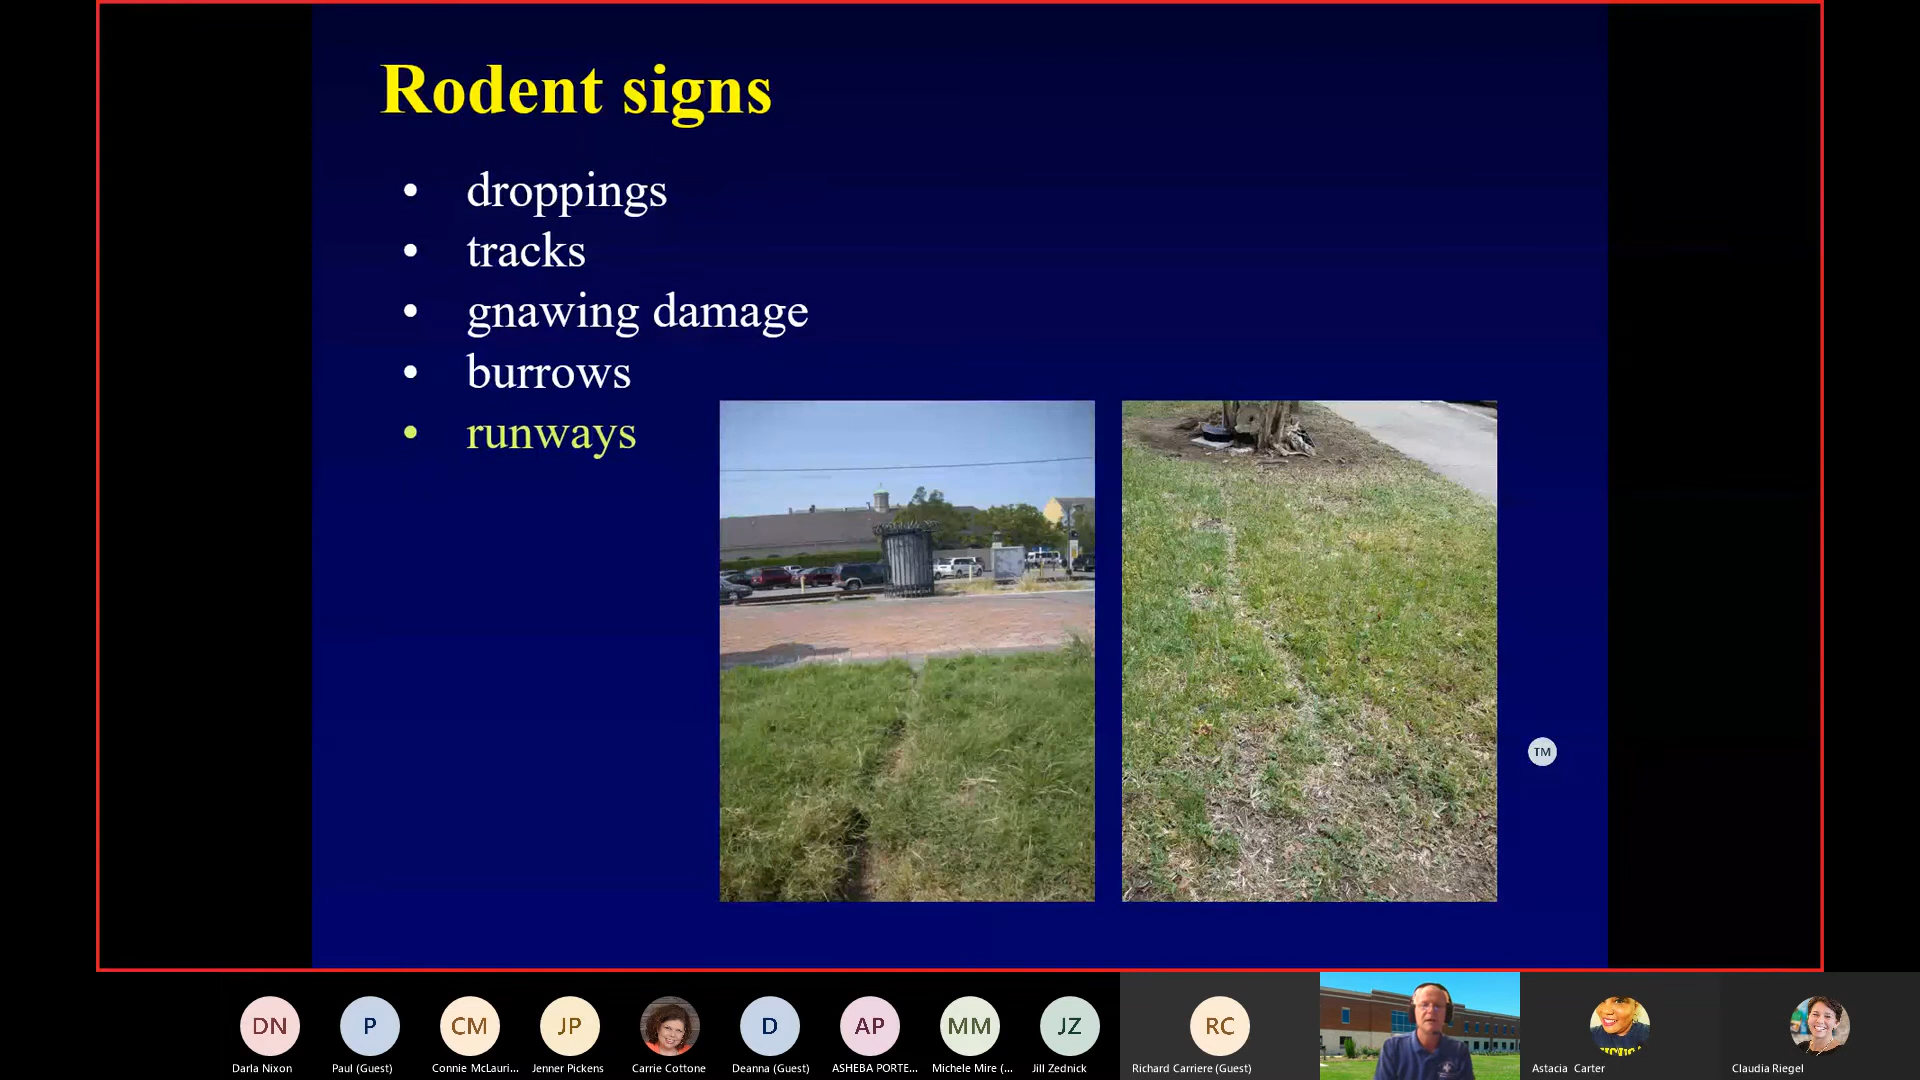 Rodent signs
• droppings
• tracks
• gnawing damage
• burrows
• runways
TM
DN
P
CM
JP
D
AP
MM
JZ
RC
Darla Nixon
Paul (Guest)
Connie McLauri...
Jenner Pickens
Carrie Cottone
Deanna (Guest)
ASHEBA PORTE...
Michele Mire (...
Jill Zednick
Richard Carriere (Guest)
Astacia Carter
Claudia Riegel